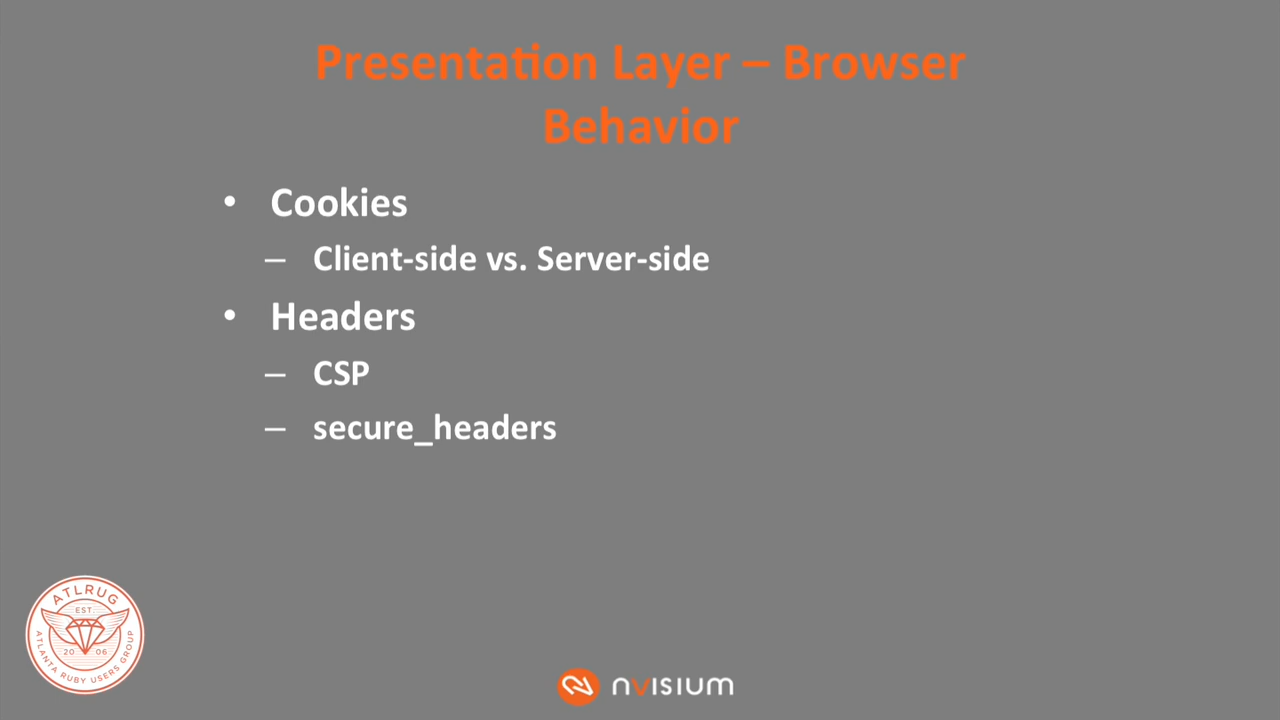 Presentation Layer – Browser
Behavior
• Cookies
– Client-side vs. Server-side
• Headers
– CSP
– secure_headers
ATLRUG
EST
20 06
ATLANTA RUBY USERS GROUP
nVISIUM